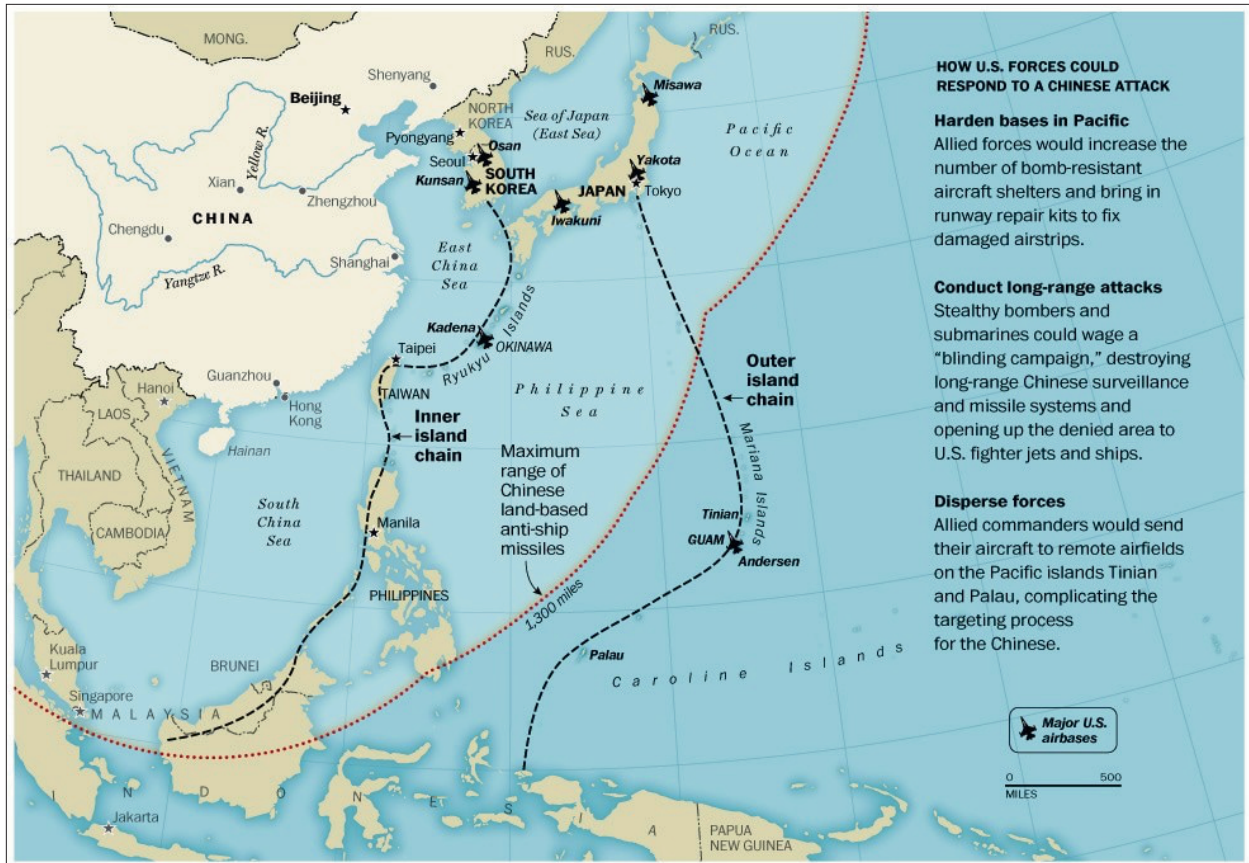 MONG.
RUS.
RUS.
Shenyang
Beijing
NORTH
KOREA
Pyongyang
Sea of Japan
(East Sea)
Misawa
Pacific
Ocean
Yellow R.
Osan
Seoul
SOUTH
KOREA
Kunsan
Yakota
JAPAN
Tokyo
Iwakuni
Xian
Zhengzhou
CHINA
Chengdu
Shanghai
Yangtze R.
East
China
Sea
Kadena
OKINAWA
Ryukyu Islands
Taipei
TAIWAN
Guanzhou
Hong
Kong
Hanoi
LAOS
Hainan
VIETNAM
THAILAND
CAMBODIA
Inner
island
chain
Philippine
Sea
Outer
island
chain
Mariana Islands
South
China
Sea
Manila
PHILIPPINES
Maximum
range of
Chinese
land-based
anti-ship
missiles
1,300 miles
Tinian
GUAM
Andersen
Palau
Caroline Islands
Kuala
Lumpur
BRUNEI
Singapore
MALAYSIA
INDONESIA
Jakarta
PAPUA
NEW GUINEA
HOW U.S. FORCES COULD
RESPOND TO A CHINESE ATTACK
Harden bases in Pacific
Allied forces would increase the
number of bomb-resistant
aircraft shelters and bring in
runway repair kits to fix
damaged airstrips.
Conduct long-range attacks
Stealthy bombers and
submarines could wage a
“blinding campaign,” destroying
long-range Chinese surveillance
and missile systems and
opening up the denied area to
U.S. fighter jets and ships.
Disperse forces
Allied commanders would send
their aircraft to remote airfields
on the Pacific islands Tinian
and Palau, complicating the
targeting process
for the Chinese.
Major U.S.
airbases
0 500
MILES